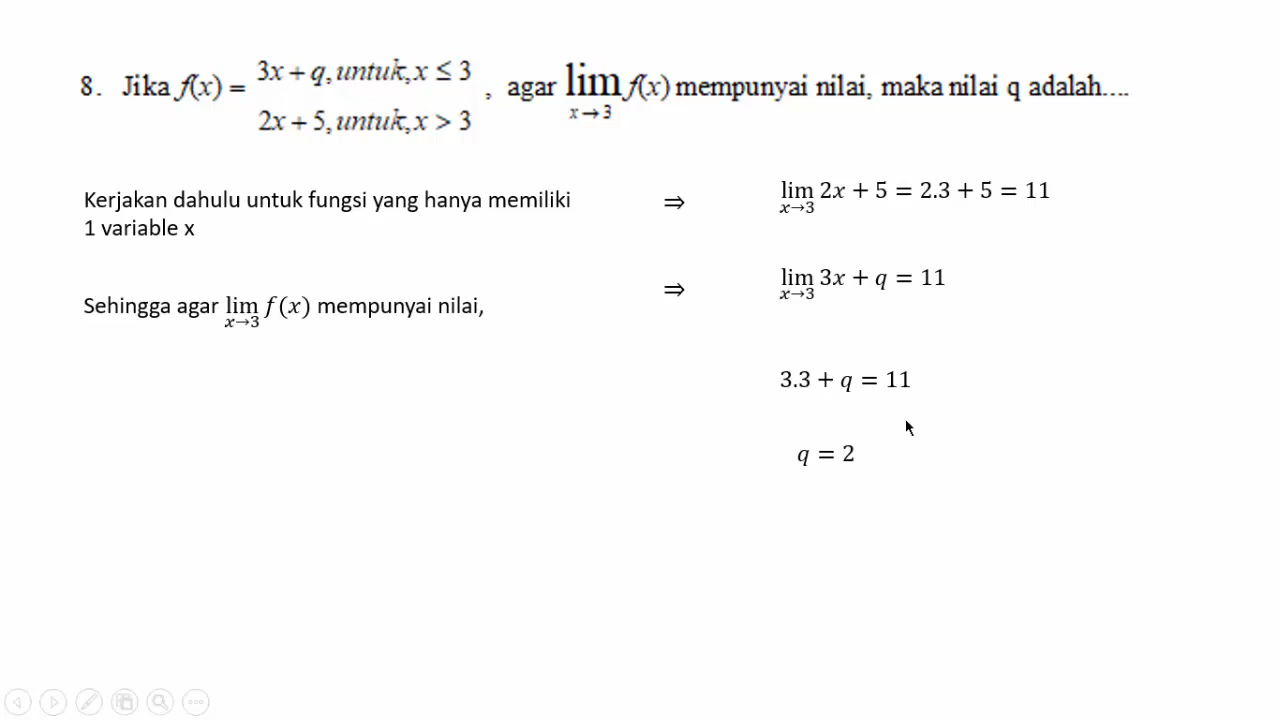 8. Jika f(x) = 3x + q, untuk, x ≤ 3
2x + 5, untuk, x > 3
, agar lim x→3 f(x) mempunyai nilai, maka nilai q adalah....
Kerjakan dahulu untuk fungsi yang hanya memiliki
1 variable x
⇒ lim x→3 2x + 5 = 2.3 + 5 = 11
Sehingga agar lim x→3 f(x) mempunyai nilai,
⇒ lim x→3 3x + q = 11
3.3 + q = 11
q = 2